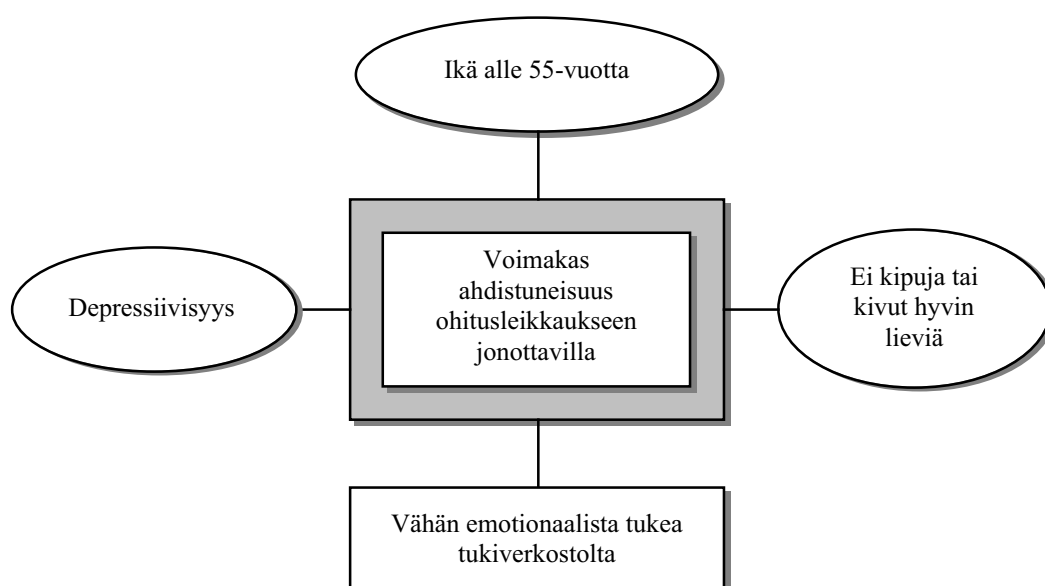 Ikä alle 55-vuotta
Voimakas
ahdistuneisuus
ohitusleikkaukseen
jonottavilla
Depressiivisyys
Ei kipuja tai
kivut hyvin
lieviä
Vähän emotionaalista tukea
tukiverkostolta